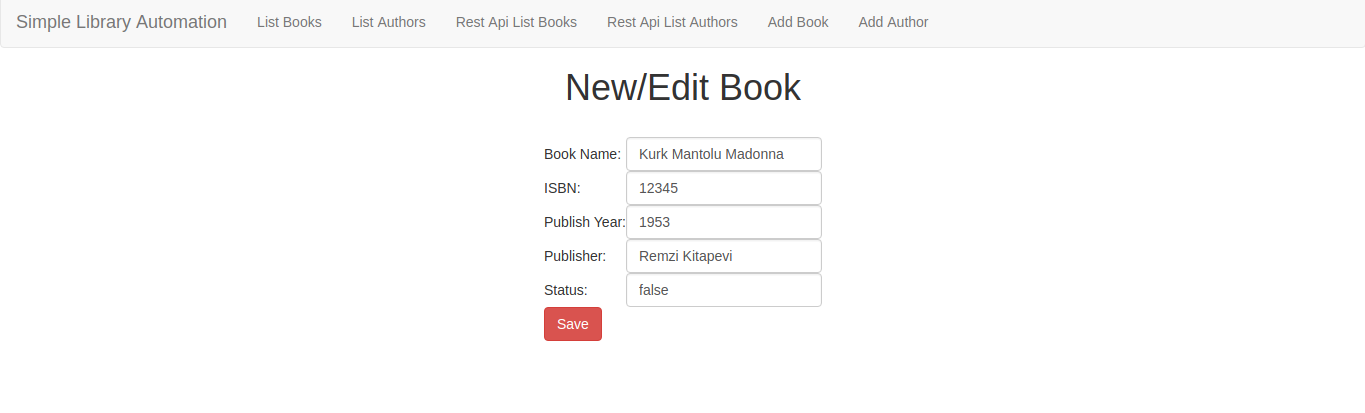 Simple Library Automation List Books List Authors Rest Api List Books Rest Api List Authors Add Book Add Author
New/Edit Book
Book Name: Kurk Mantolu Madonna
ISBN: 12345
Publish Year: 1953
Publisher: Remzi Kitapevi
Status: false
Save